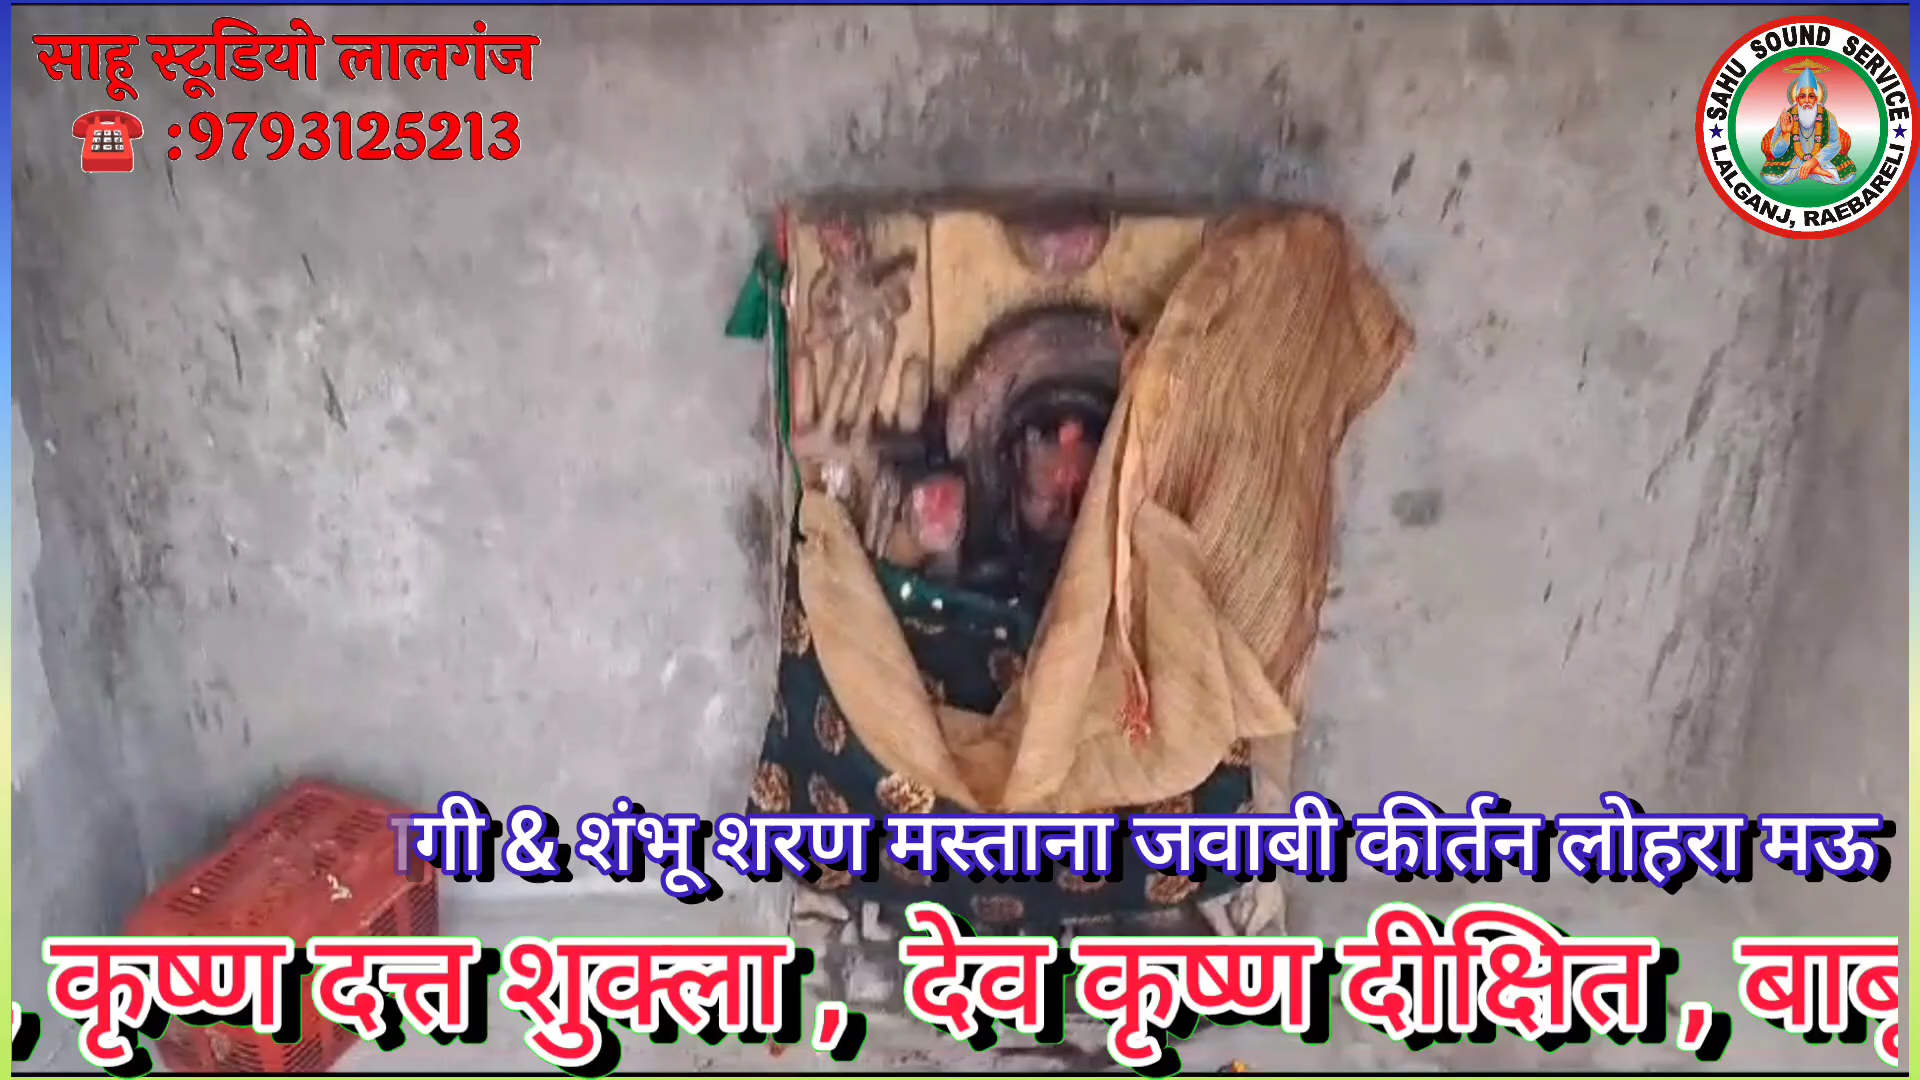 साहू स्टूडियो लालगंज
☎ :9793125213
SAHU SOUND SERVICE
★ LALGANJ, RAEBARELI ★
& शंभू शरण मस्ताना जवाबी कीर्तन लोहरा मऊ
, कृष्ण दत्त शुक्ला , देव कृष्ण दीक्षित ,